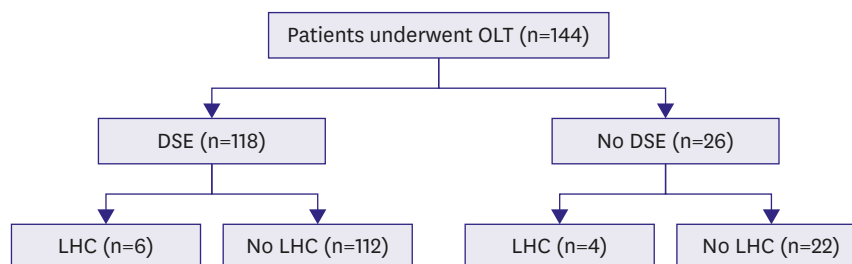 Patients underwent OLT (n=144)
DSE (n=118)
No DSE (n=26)
LHC (n=6)
No LHC (n=112)
LHC (n=4)
No LHC (n=22)